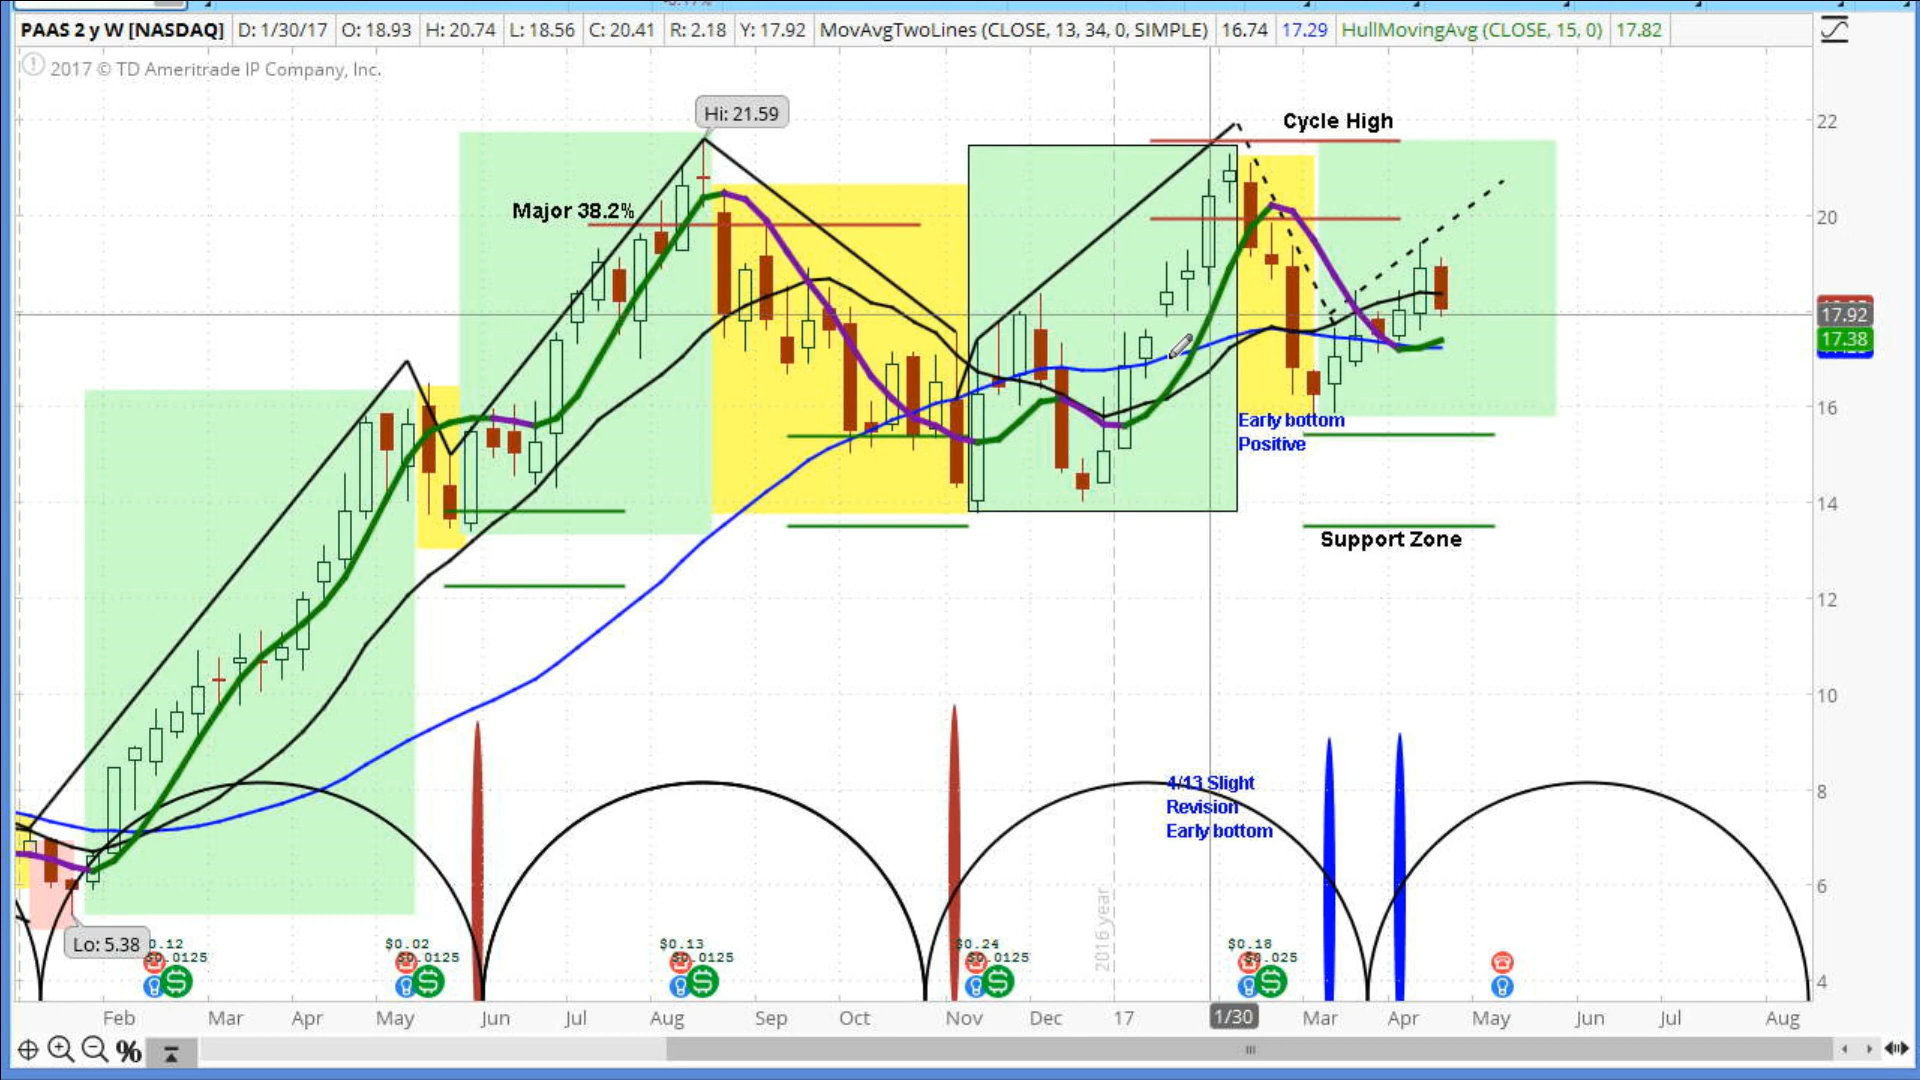 PAAS 2 y W [NASDAQ] D: 1/30/17 O: 18.93 H: 20.74 L: 18.56 C: 20.41 R: 2.18 Y: 17.92 MovAvgTwoLines (CLOSE, 13, 34, 0, SIMPLE) 16.74 17.29 HullMovingAvg (CLOSE, 15, 0) 17.82
2017 © TD Ameritrade IP Company, Inc.
Hi: 21.59
Cycle High
22
Major 38.2%
20
17.92
17.38
16
Early bottom
Positive
14
Support Zone
12
10
4/13 Slight
Revision
Early bottom
8
6
2016 year
Lo: 5.38
$0.02
$0.0125
$0.13
$0.0125
$0.24
$0.0125
$0.18
4
Feb Mar Apr May Jun Jul Aug Sep Oct Nov Dec 17 1/30 Mar Apr May Jun Jul Aug
%